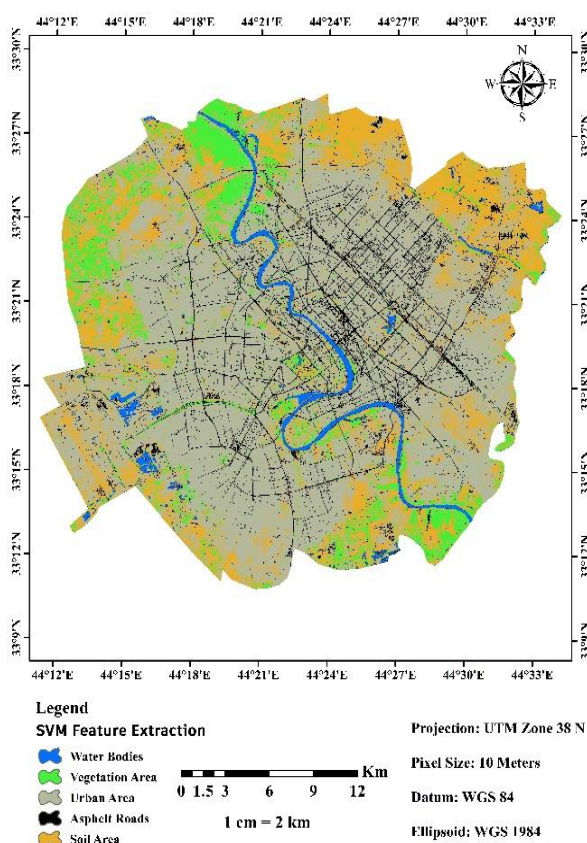 44°12'E 44°15'E 44°18'E 44°21'E 44°24'E 44°27'E 44°30'E 44°33'E
33°30'N
N
W E
S
33°27'N
33°24'N
33°21'N
33°18'N
33°15'N
33°12'N
33°9'N
44°12'E 44°15'E 44°18'E 44°21'E 44°24'E 44°27'E 44°30'E 44°33'E
Legend
SVM Feature Extraction
Water Bodies
Vegetation Area
Urban Area
Asphelt Roads
Soil Area
Km
0 1.5 3 6 9 12
1 cm = 2 km
Projection: UTM Zone 38 N
Pixel Size: 10 Meters
Datum: WGS 84
Ellipsoid: WGS 1984